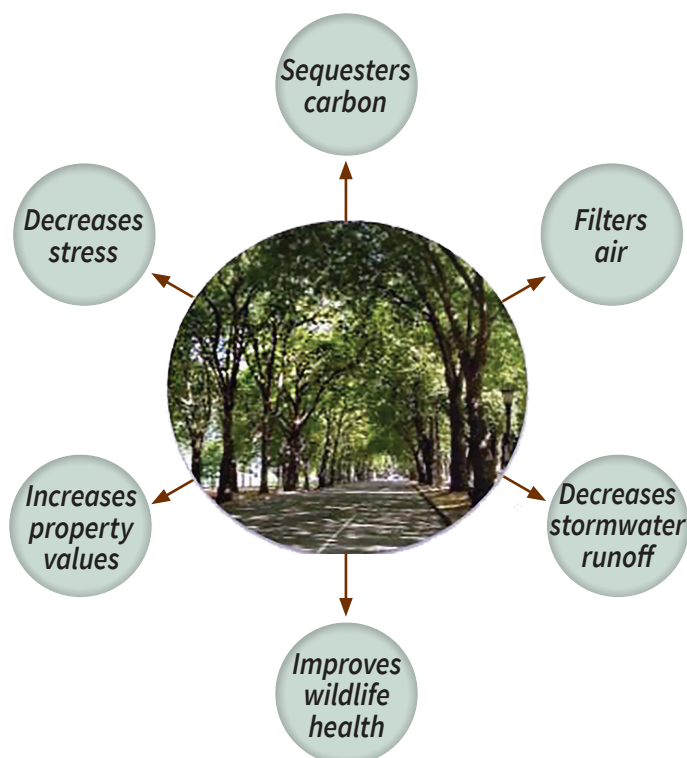 Sequesters
carbon
Decreases
stress
Filters
air
Increases
property
values
Decreases
stormwater
runoff
Improves
wildlife
health